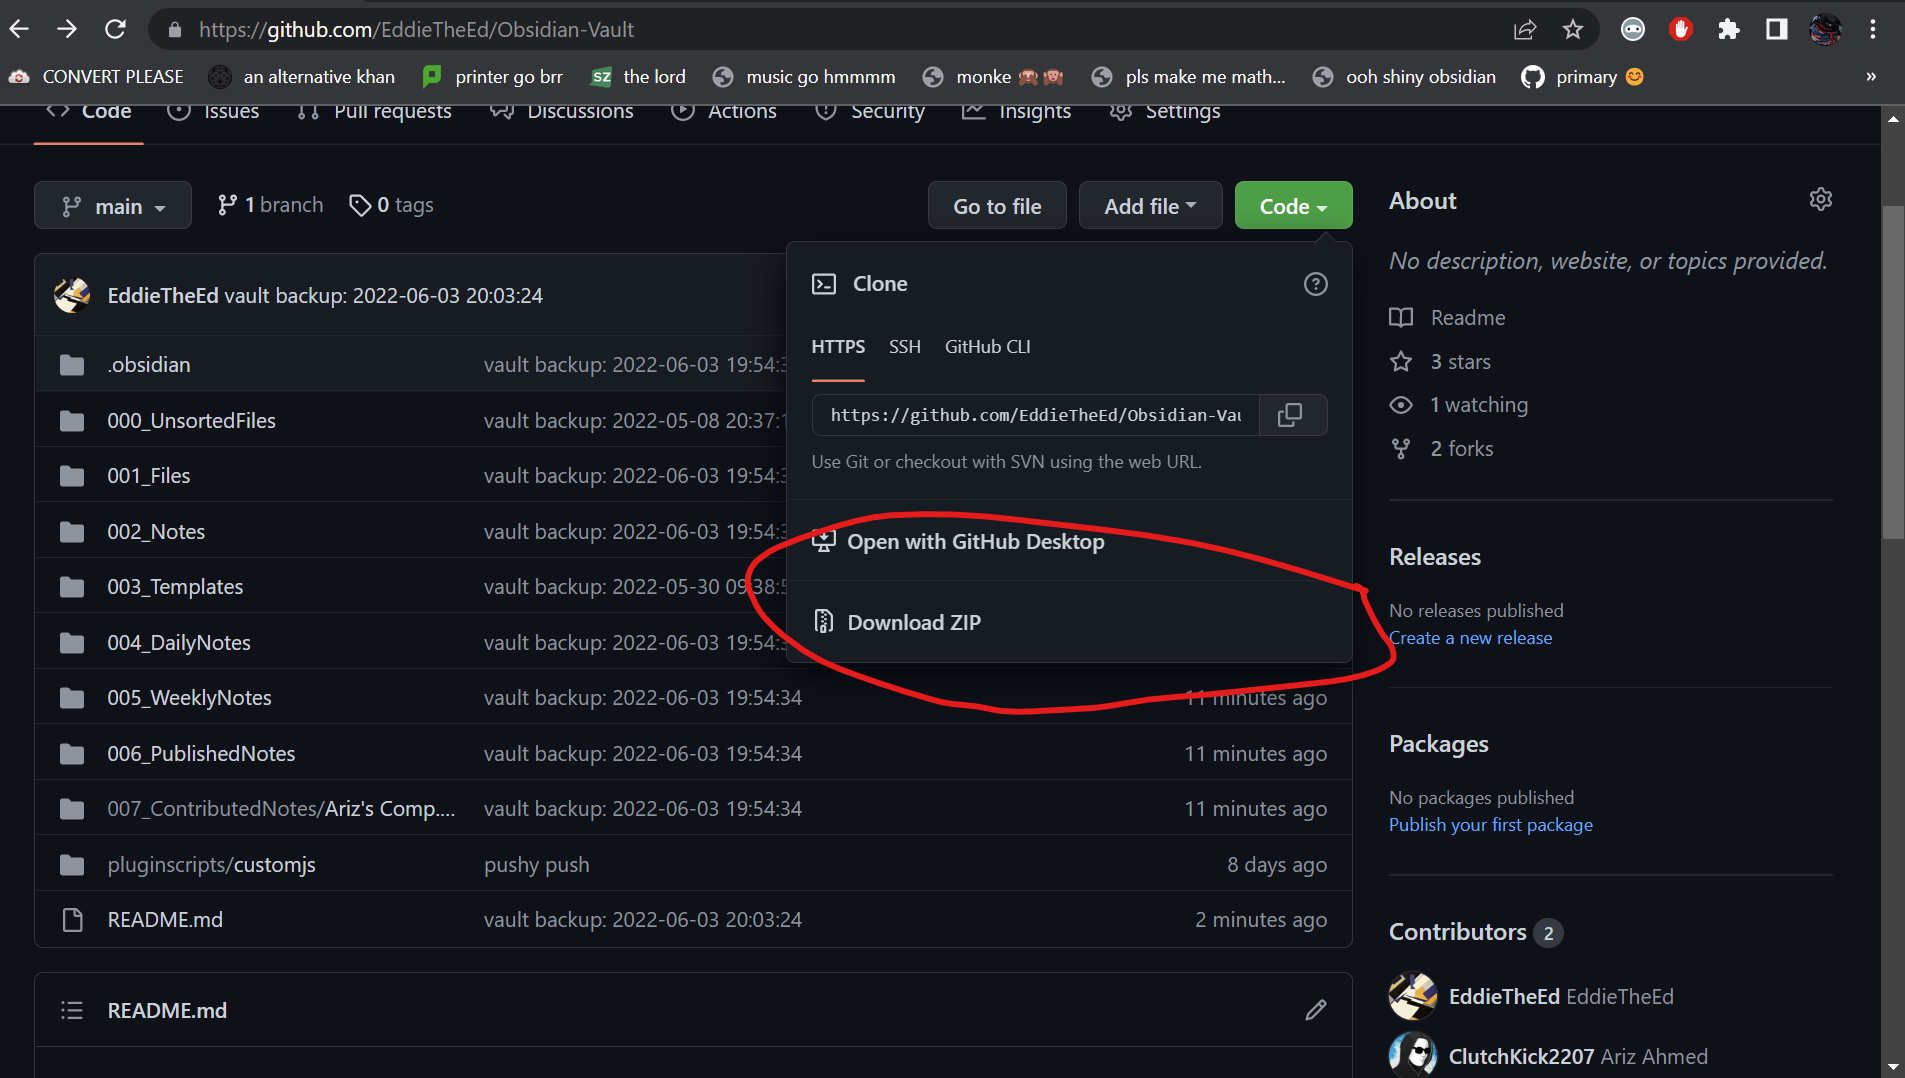 https://github.com/EddieTheEd/Obsidian-Vault
CONVERT PLEASE an alternative khan printer go brr the lord music go hmmmm monke 🙈🙉 pls make me math... ooh shiny obsidian primary 😊 »
Code Issues Pull requests Discussions Actions Security Insights Settings
main 1 branch 0 tags Go to file Add file Code
EddieTheEd vault backup: 2022-06-03 20:03:24
.obsidian vault backup: 2022-06-03 19:54:3
000_UnsortedFiles vault backup: 2022-05-08 20:37:1
001_Files vault backup: 2022-06-03 19:54:3
002_Notes vault backup: 2022-06-03 19:54:3
003_Templates vault backup: 2022-05-30 09:38:5
004_DailyNotes vault backup: 2022-06-03 19:54:3
005_WeeklyNotes vault backup: 2022-06-03 19:54:34 11 minutes ago
006_PublishedNotes vault backup: 2022-06-03 19:54:34 11 minutes ago
007_ContributedNotes/Ariz's Comp.... vault backup: 2022-06-03 19:54:34 11 minutes ago
pluginscripts/customjs pushy push 8 days ago
README.md vault backup: 2022-06-03 20:03:24 2 minutes ago
README.md
Clone
HTTPS SSH GitHub CLI
https://github.com/EddieTheEd/Obsidian-Vau
Use Git or checkout with SVN using the web URL.
Open with GitHub Desktop
Download ZIP
About
No description, website, or topics provided.
Readme
3 stars
1 watching
2 forks
Releases
No releases published
Create a new release
Packages
No packages published
Publish your first package
Contributors 2
EddieTheEd EddieTheEd
ClutchKick2207 Ariz Ahmed